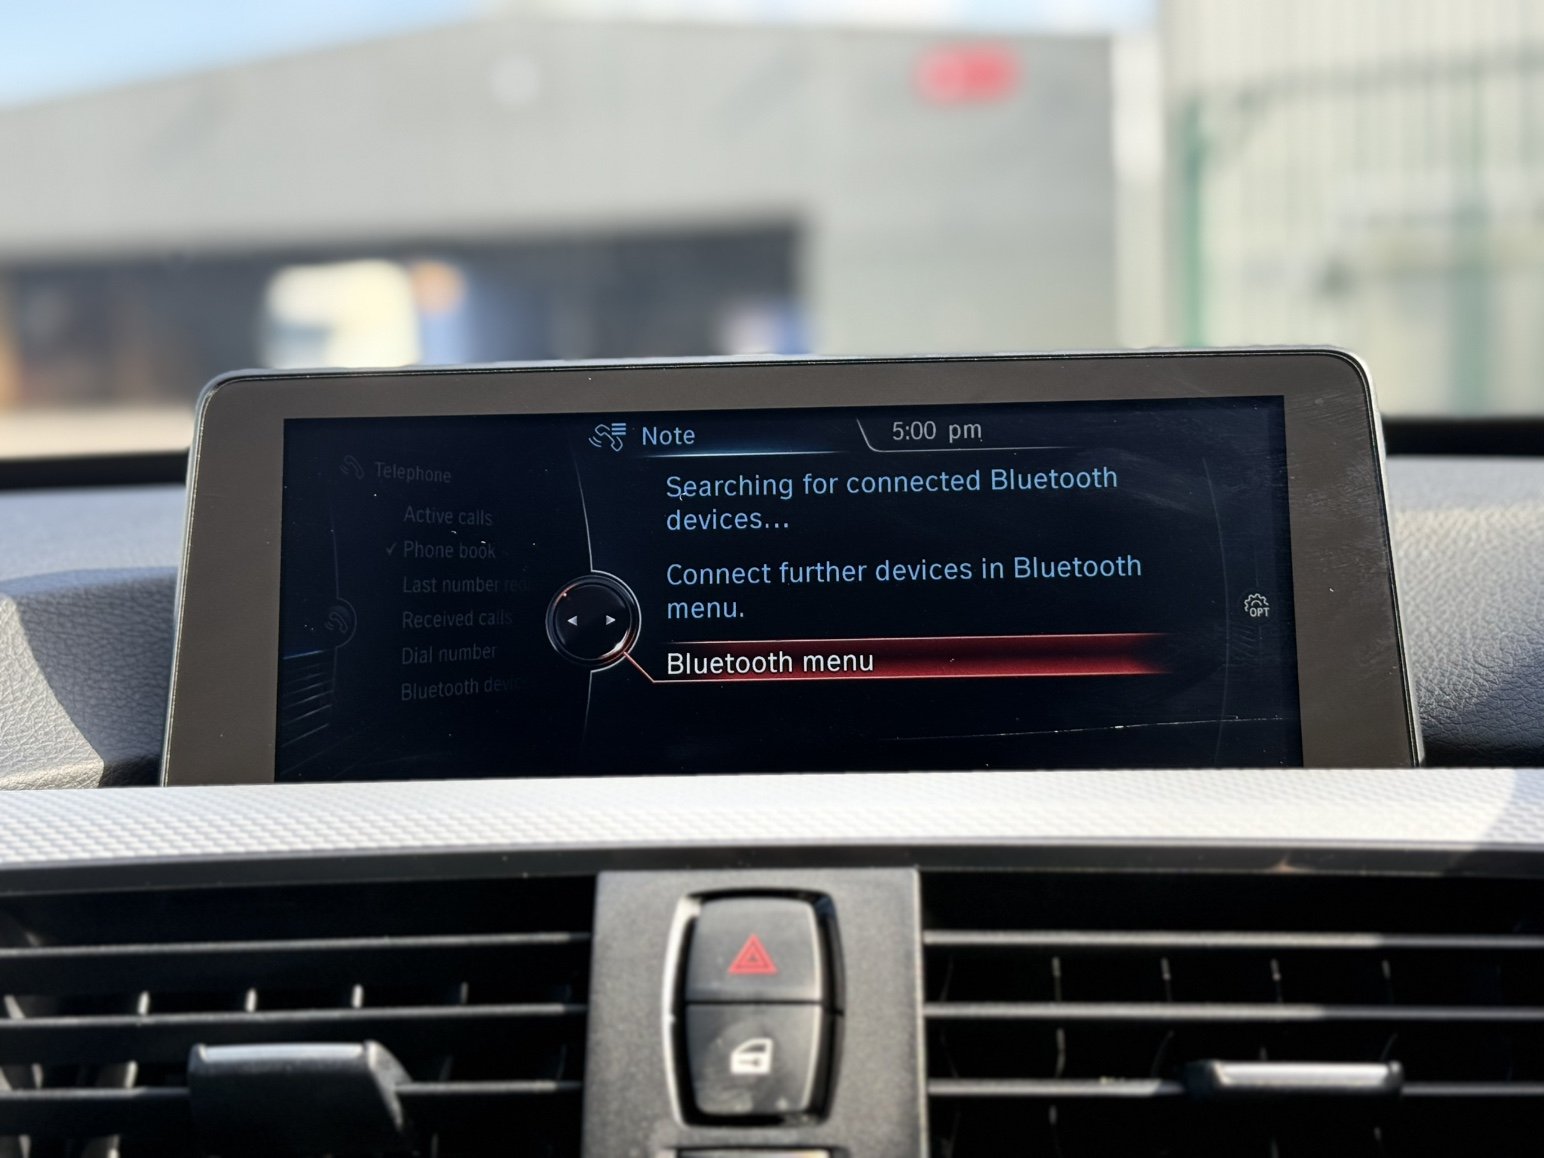 Note
5:00 pm
Searching for connected Bluetooth
devices...
Connect further devices in Bluetooth
menu.
Bluetooth menu
OPT
Telephone
Active calls
✓ Phone book
Last number
Received calls
Dial number
Bluetooth